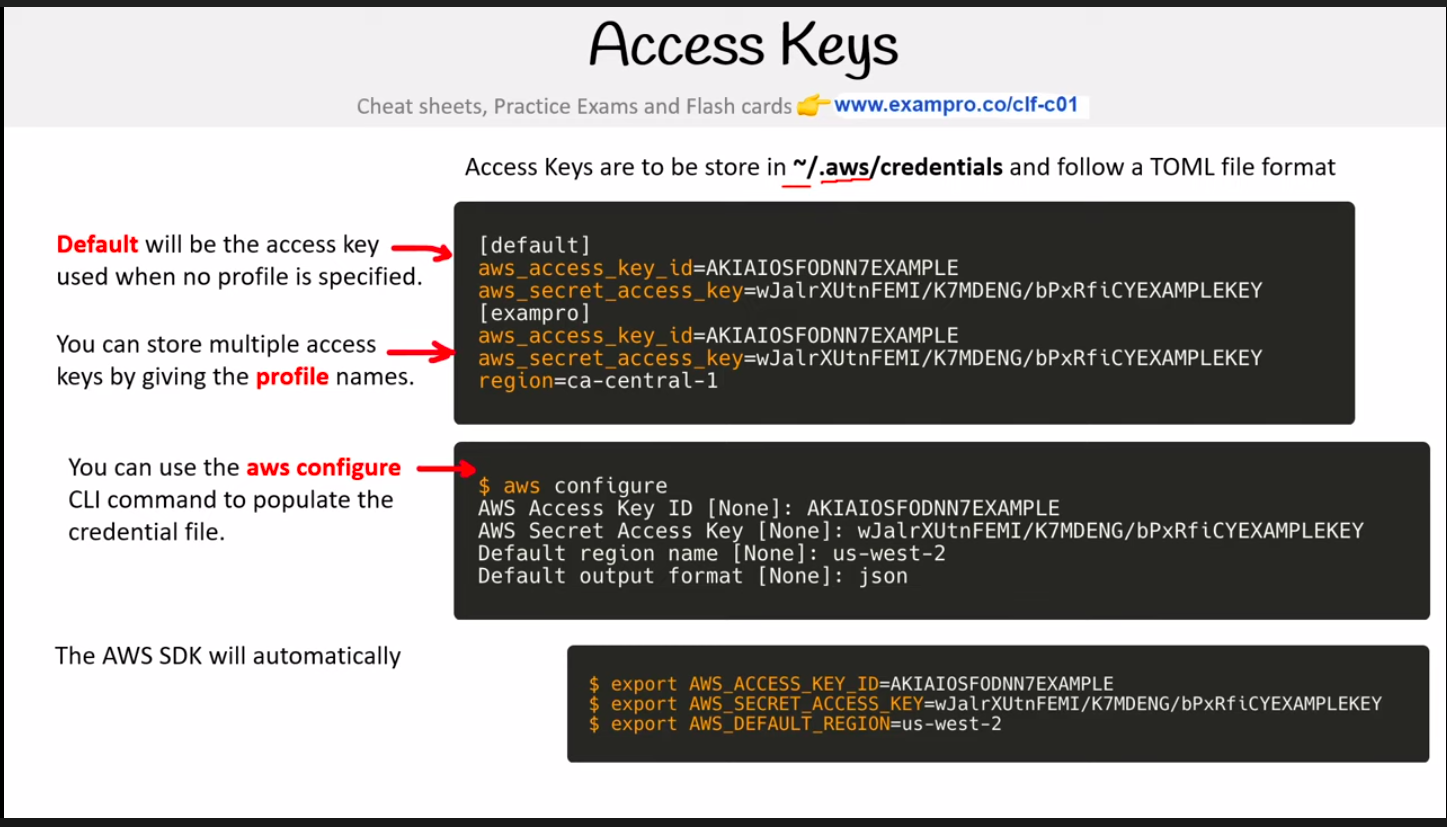 Access Keys
Cheat sheets, Practice Exams and Flash cards 👉 www.exampro.co/clf-c01
Access Keys are to be store in ~/.aws/credentials and follow a TOML file format
Default will be the access key
used when no profile is specified.
You can store multiple access
keys by giving the profile names.
[default]
aws_access_key_id=AKIAIOSFODNN7EXAMPLE
aws_secret_access_key=wJalrXUtnFEMI/K7MDENG/bPxRfiCYEXAMPLEKEY
[exampro]
aws_access_key_id=AKIAIOSFODNN7EXAMPLE
aws_secret_access_key=wJalrXUtnFEMI/K7MDENG/bPxRfiCYEXAMPLEKEY
region=ca-central-1
You can use the aws configure
CLI command to populate the
credential file.
$ aws configure
AWS Access Key ID [None]: AKIAIOSFODNN7EXAMPLE
AWS Secret Access Key [None]: wJalrXUtnFEMI/K7MDENG/bPxRfiCYEXAMPLEKEY
Default region name [None]: us-west-2
Default output format [None]: json
The AWS SDK will automatically
$ export AWS_ACCESS_KEY_ID=AKIAIOSFODNN7EXAMPLE
$ export AWS_SECRET_ACCESS_KEY=wJalrXUtnFEMI/K7MDENG/bPxRfiCYEXAMPLEKEY
$ export AWS_DEFAULT_REGION=us-west-2